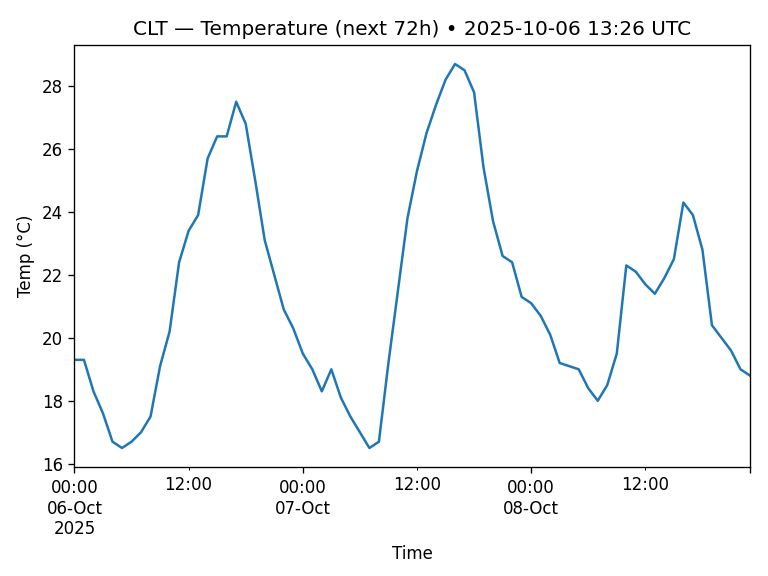 CLT — Temperature (next 72h) • 2025-10-06 13:26 UTC
Temp (°C)
28
26
24
22
20
18
16
00:00 12:00 00:00 12:00 00:00 12:00
06-Oct 07-Oct 08-Oct
2025
Time